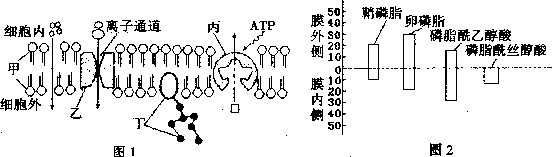 细胞内
离子通道
ATP
丙
甲
细胞外
乙
丁
图1
膜外侧
膜内侧
50
40
30
20
10
0
10
20
30
40
50
鞘磷脂
卵磷脂
磷脂酰乙醇胺
磷脂酰丝氨酸
图2